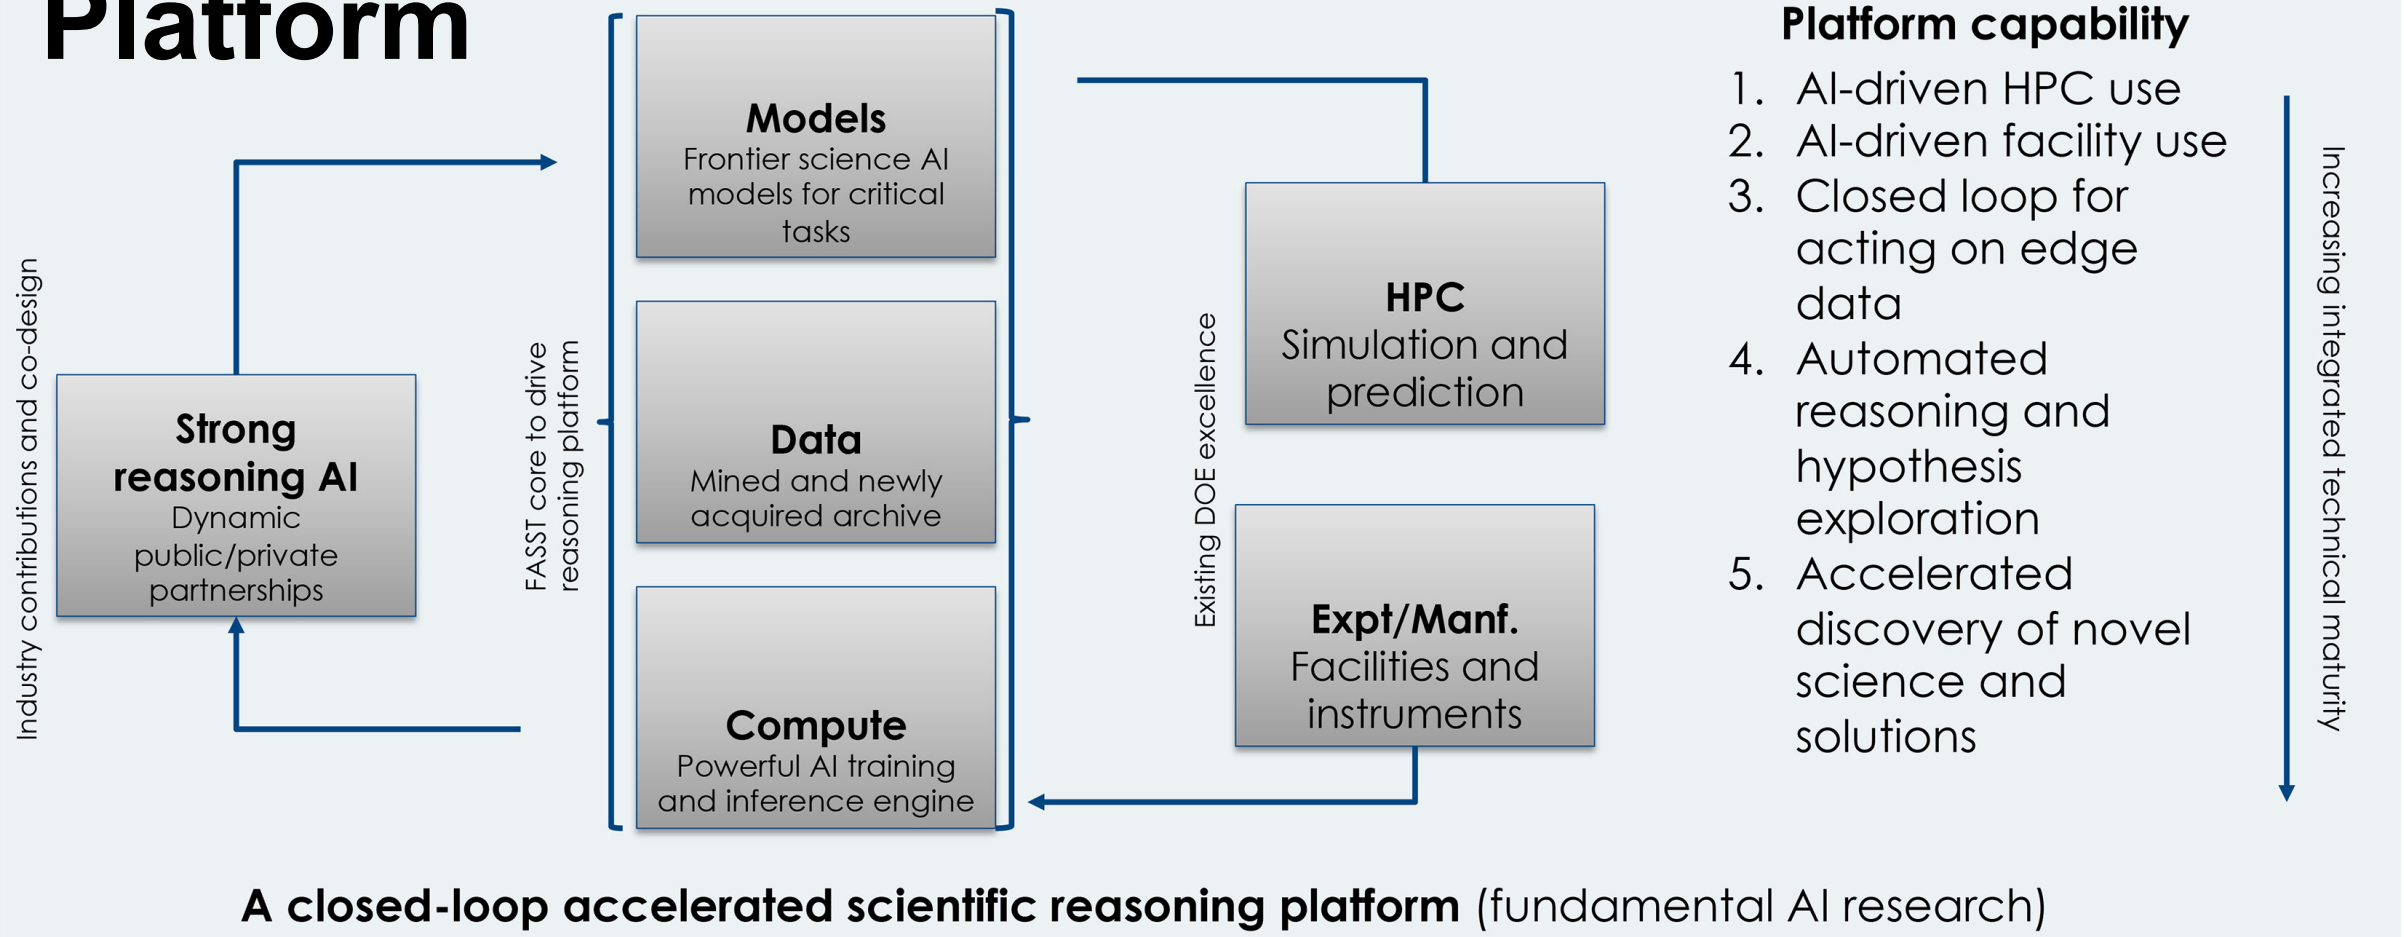 Platform
Industry contributions and co-design
Strong
reasoning AI
Dynamic
public/private
partnerships
FASST core to drive
reasoning platform
Models
Frontier science AI
models for critical
tasks
Data
Mined and newly
acquired archive
Compute
Powerful AI training
and inference engine
Existing DOE excellence
HPC
Simulation and
prediction
Expt/Manf.
Facilities and
instruments
Platform capability
1. AI-driven HPC use
2. AI-driven facility use
3. Closed loop for
acting on edge
data
4. Automated
reasoning and
hypothesis
exploration
5. Accelerated
discovery of novel
science and
solutions
Increasing integrated technical maturity
A closed-loop accelerated scientific reasoning platform (fundamental AI research)